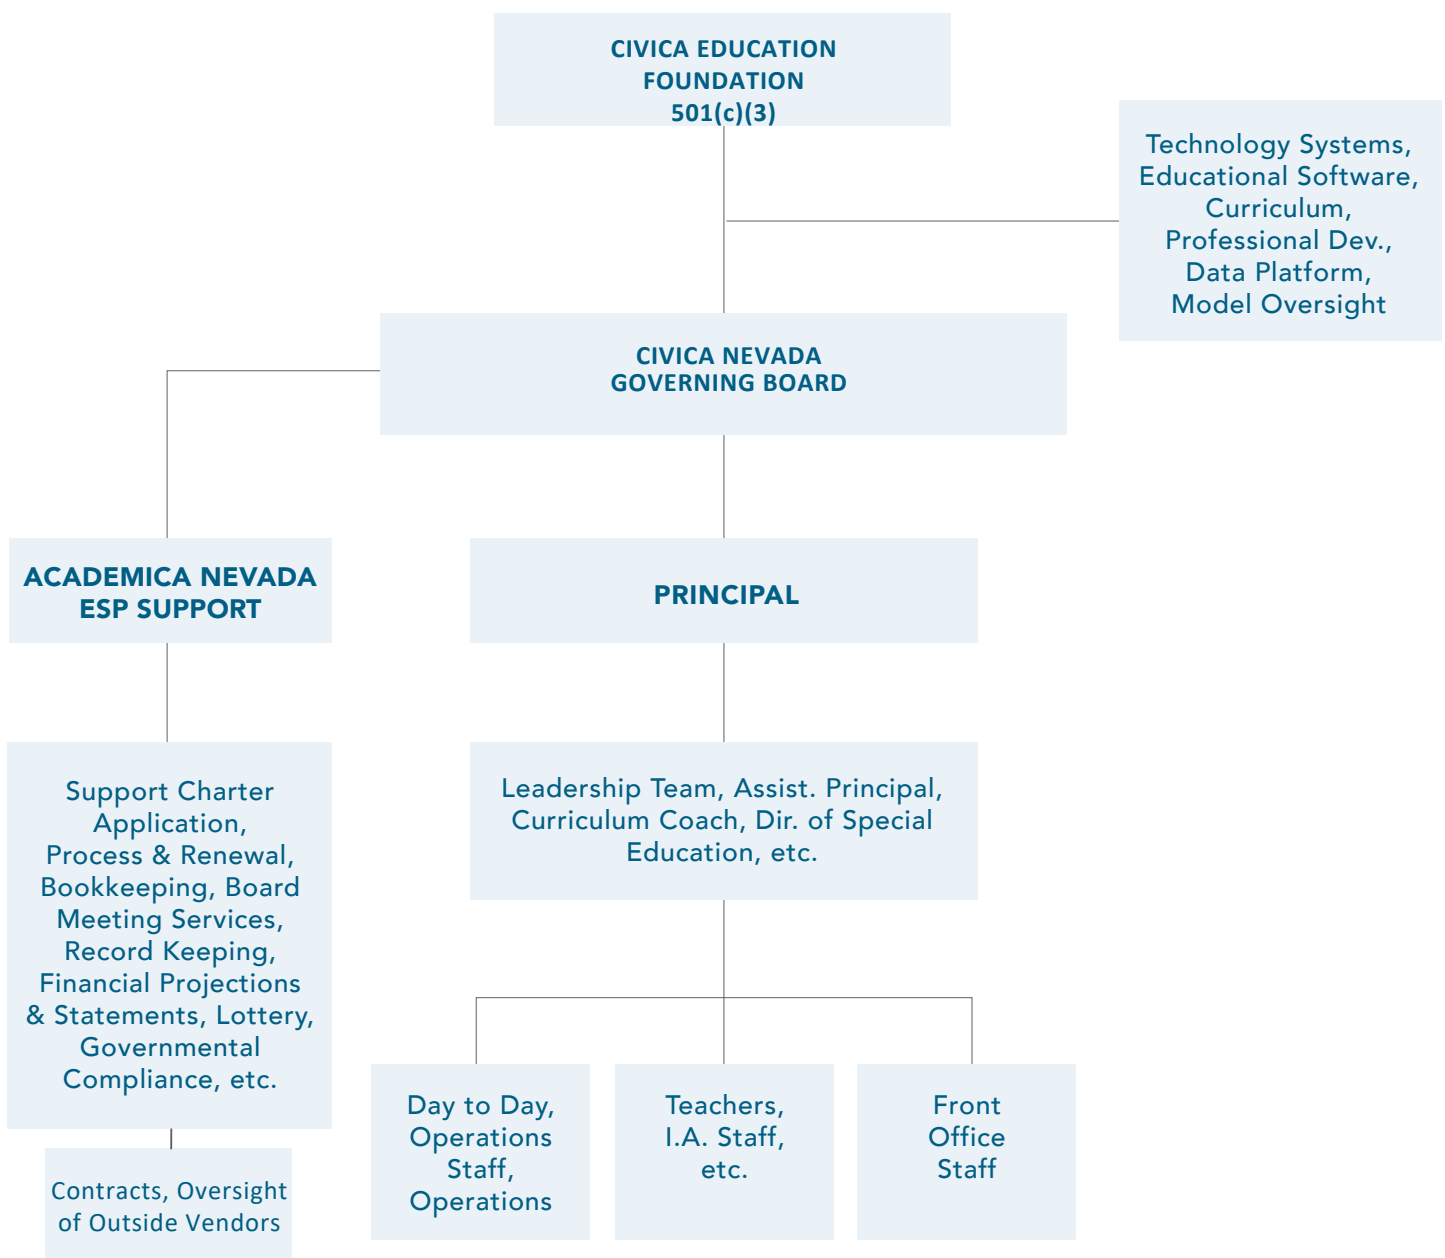 CIVICA EDUCATION
FOUNDATION
501(c)(3)
Technology Systems,
Educational Software,
Curriculum,
Professional Dev.,
Data Platform,
Model Oversight
CIVICA NEVADA
GOVERNING BOARD
ACADEMICA NEVADA
ESP SUPPORT
PRINCIPAL
Support Charter
Application,
Process & Renewal,
Bookkeeping, Board
Meeting Services,
Record Keeping,
Financial Projections
& Statements, Lottery,
Governmental
Compliance, etc.
Leadership Team, Assist. Principal,
Curriculum Coach, Dir. of Special
Education, etc.
Contracts, Oversight
of Outside Vendors
Day to Day,
Operations
Staff,
Operations
Teachers,
I.A. Staff,
etc.
Front
Office
Staff